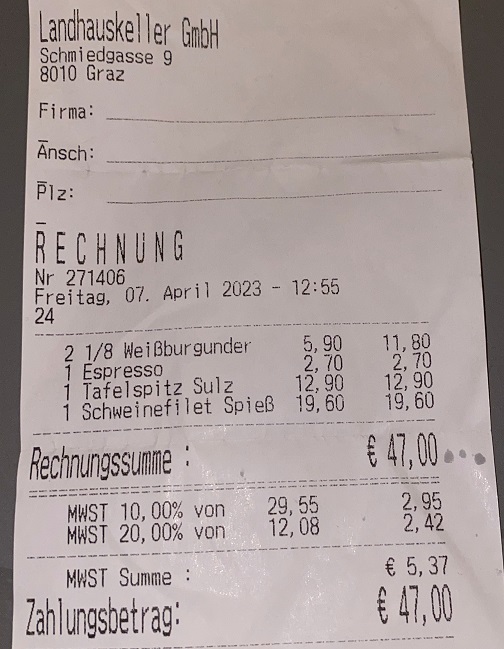 Landhauskeller GmbH
Schmiedgasse 9
8010 Graz
Firma:
Ansch:
Plz:
RECHNUNG
Nr 271406
Freitag, 07. April 2023 - 12:55
24
2 1/8 Weißburgunder 5,90 11,80
1 Espresso 2,70 2,70
1 Tafelspitz Sulz 12,90 12,90
1 Schweinefilet Spieß 19,60 19,60
Rechnungssumme : € 47,00
MWST 10,00% von 29,55 2,95
MWST 20,00% von 12,08 2,42
MWST Summe : € 5,37
Zahlungsbetrag: € 47,00